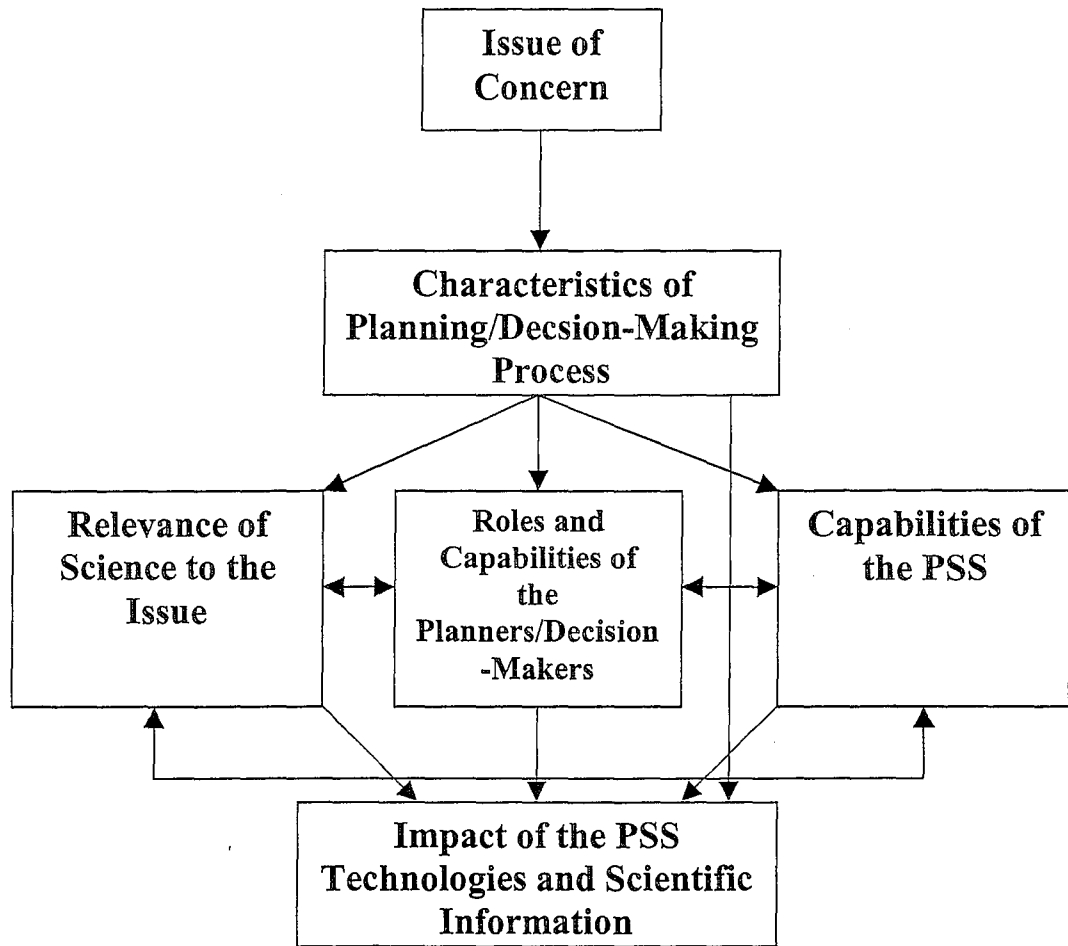 Issue of
Concern
Characteristics of
Planning/Decsion-Making
Process
Relevance of
Science to the
Issue
Roles and
Capabilities of
the
Planners/Decision
-Makers
Capabilities of
the PSS
Impact of the PSS
Technologies and Scientific
Information